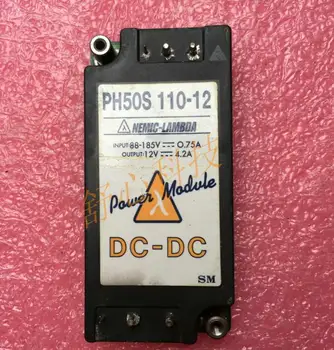 PH50S 110-12
NEMIC-LAMBDA
INPUT:88-185V⎓0.75A
OUTPUT:12V⎓4.2A
Power Module
DC-DC
SM